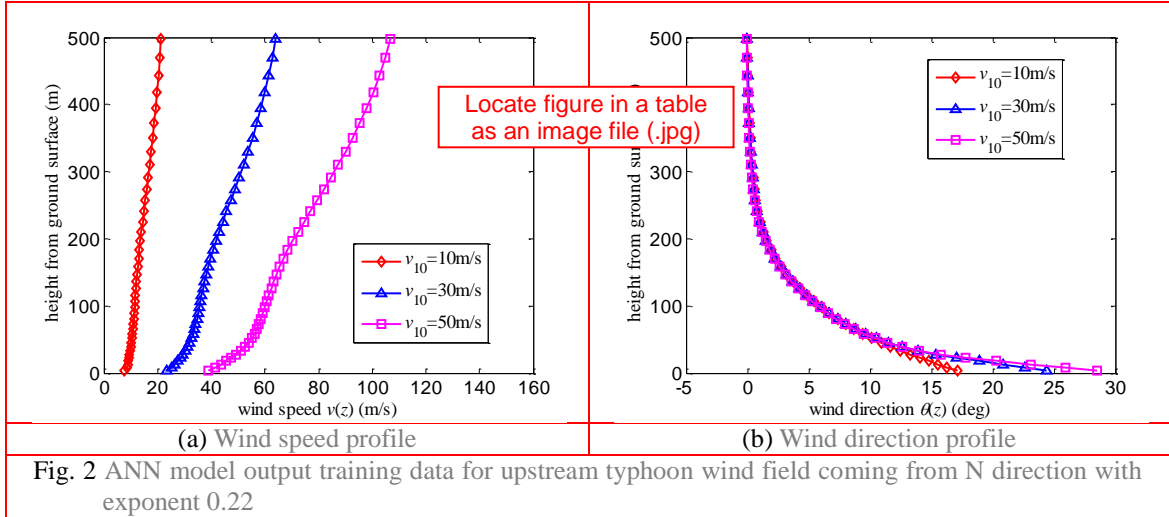 500
400
300
200
100
0
height from ground surface (m)
0 20 40 60 80 100 120 140 160
wind speed v(z) (m/s)
v10=10m/s
v10=30m/s
v10=50m/s
(a) Wind speed profile
Locate figure in a table
as an image file (.jpg)
500
400
300
200
100
0
height from ground surface (m)
-5 0 5 10 15 20 25 30
wind direction θ(z) (deg)
v10=10m/s
v10=30m/s
v10=50m/s
(b) Wind direction profile
Fig. 2 ANN model output training data for upstream typhoon wind field coming from N direction with
exponent 0.22